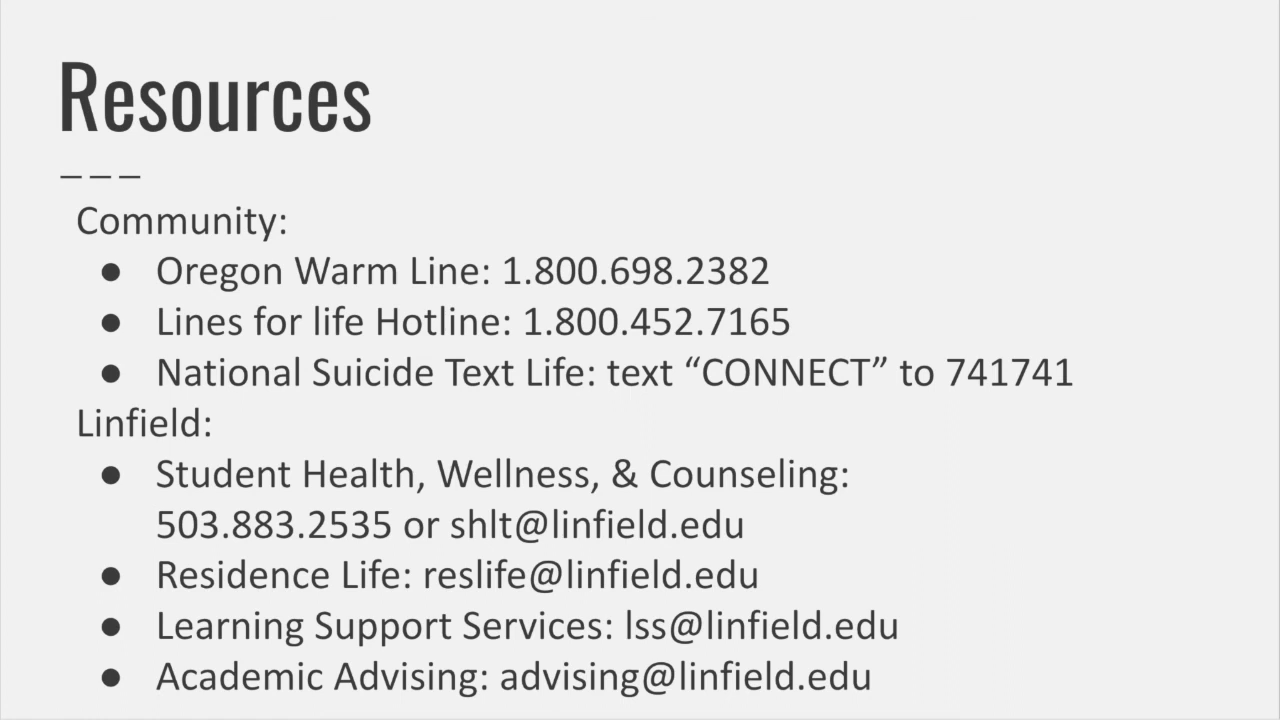 Resources
Community:
● Oregon Warm Line: 1.800.698.2382
● Lines for life Hotline: 1.800.452.7165
● National Suicide Text Life: text “CONNECT” to 741741
Linfield:
● Student Health, Wellness, & Counseling:
503.883.2535 or shlt@linfield.edu
● Residence Life: reslife@linfield.edu
● Learning Support Services: lss@linfield.edu
● Academic Advising: advising@linfield.edu